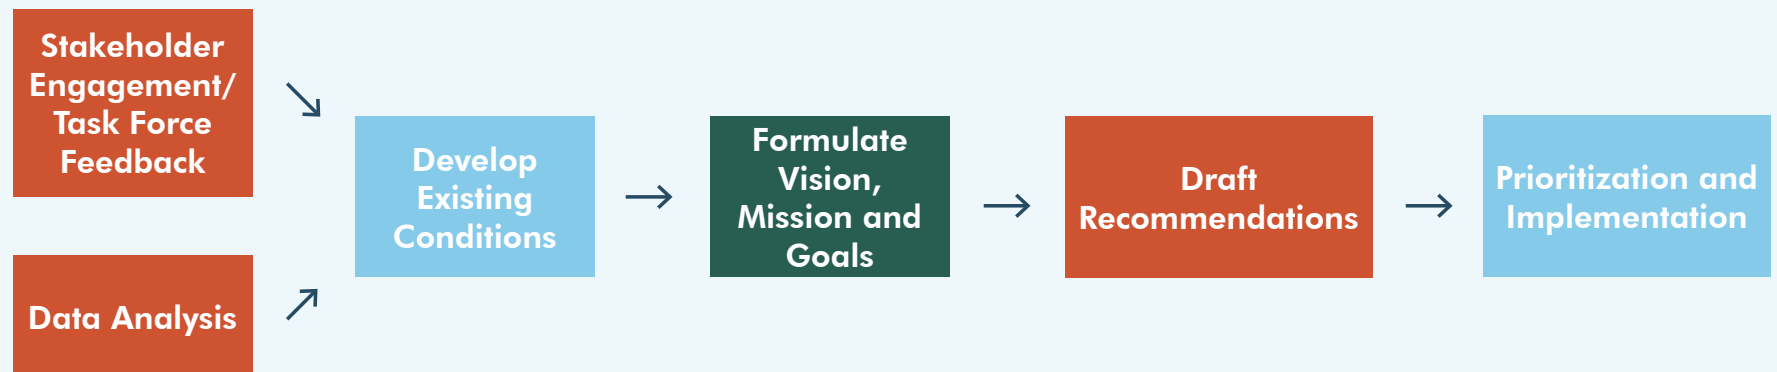 Stakeholder
Engagement/
Task Force
Feedback
Data Analysis
Develop
Existing
Conditions
Formulate
Vision,
Mission and
Goals
Draft
Recommendations
Prioritization and
Implementation